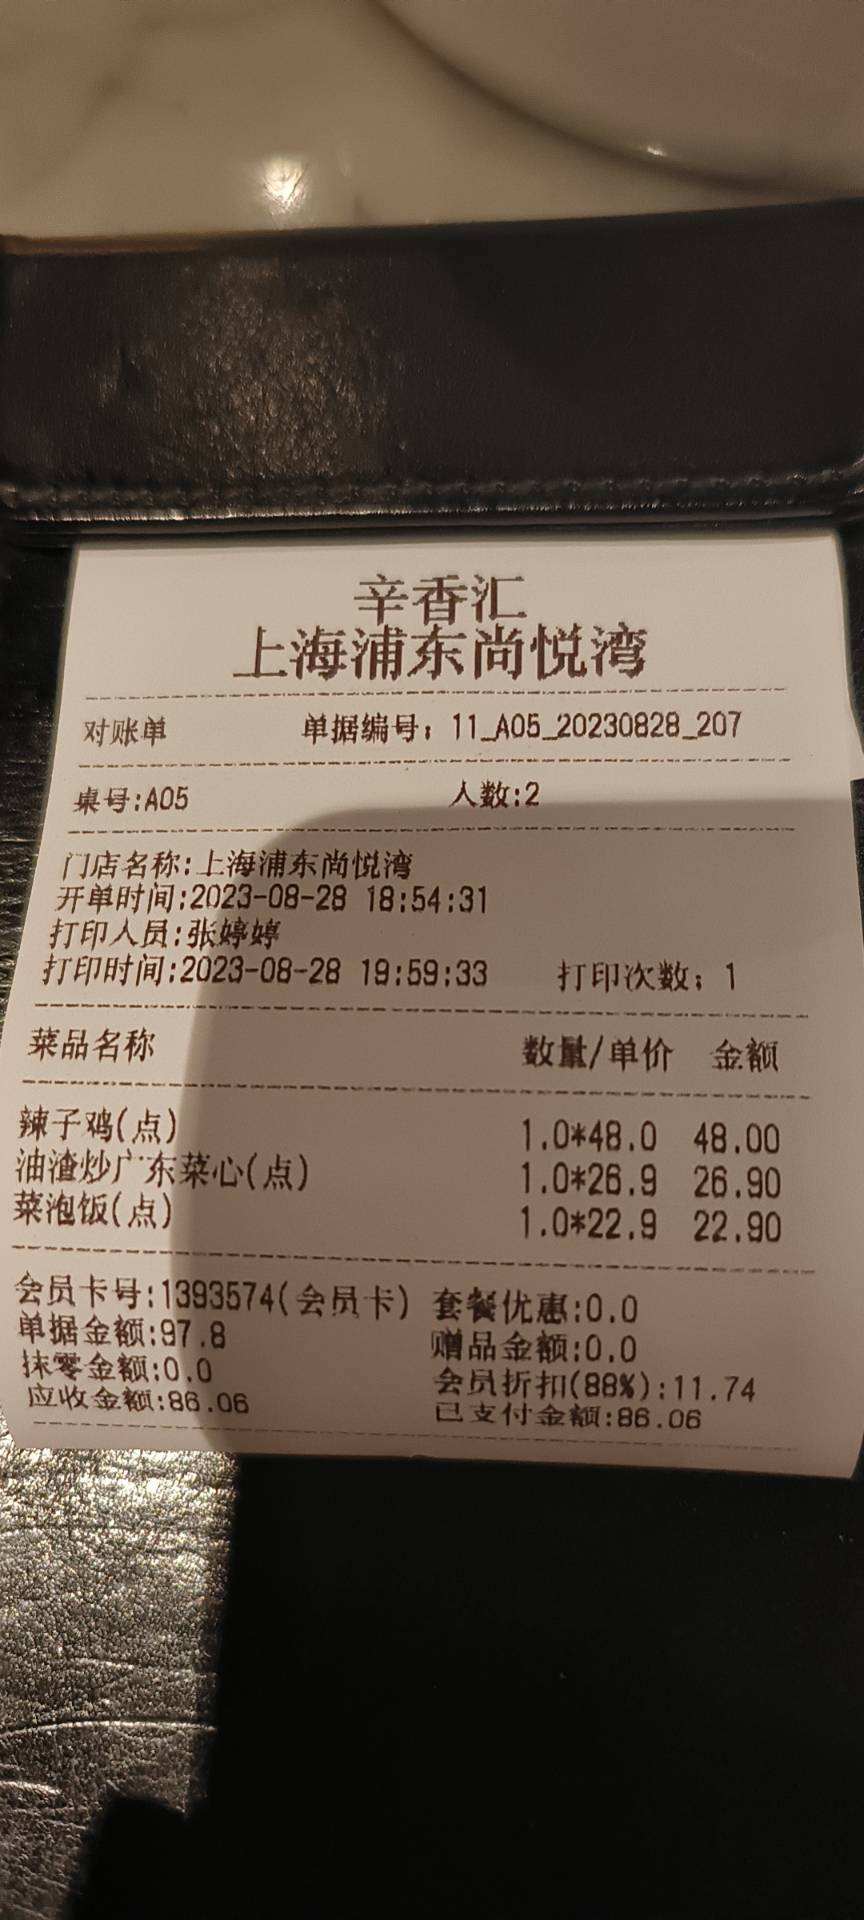 辛香汇
上海浦东尚悦湾
对账单 单据编号：11_A05_20230828_207
桌号:A05 人数:2
门店名称:上海浦东尚悦湾
开单时间:2023-08-28 18:54:31
打印人员:张婷婷
打印时间:2023-08-28 19:59:33 打印次数：1
菜品名称 数量/单价 金额
辣子鸡(点) 1.0*48.0 48.00
油渣炒广东菜心(点) 1.0*26.9 26.90
菜泡饭(点) 1.0*22.9 22.90
会员卡号:1393574(会员卡) 套餐优惠:0.0
单据金额:97.8 赠品金额:0.0
抹零金额:0.0 会员折扣(88%):11.74
应收金额:86.06 已支付金额:86.06